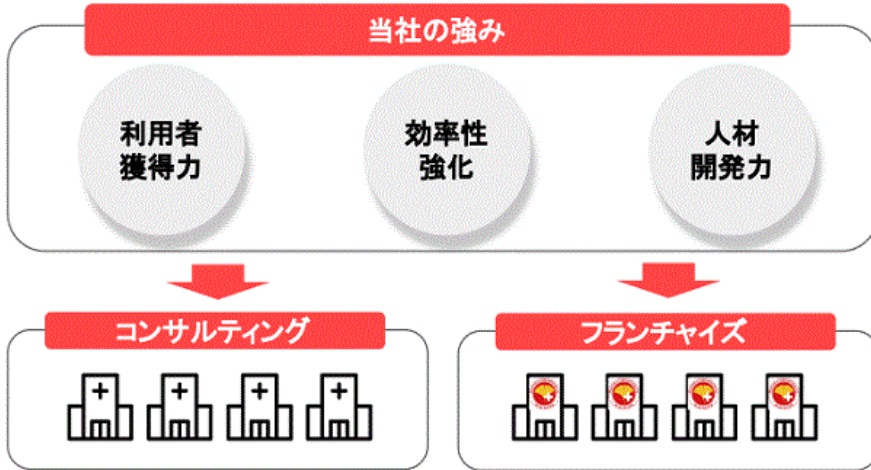 当社の強み
利用者
獲得力
効率性
強化
人材
開発力
コンサルティング
フランチャイズ